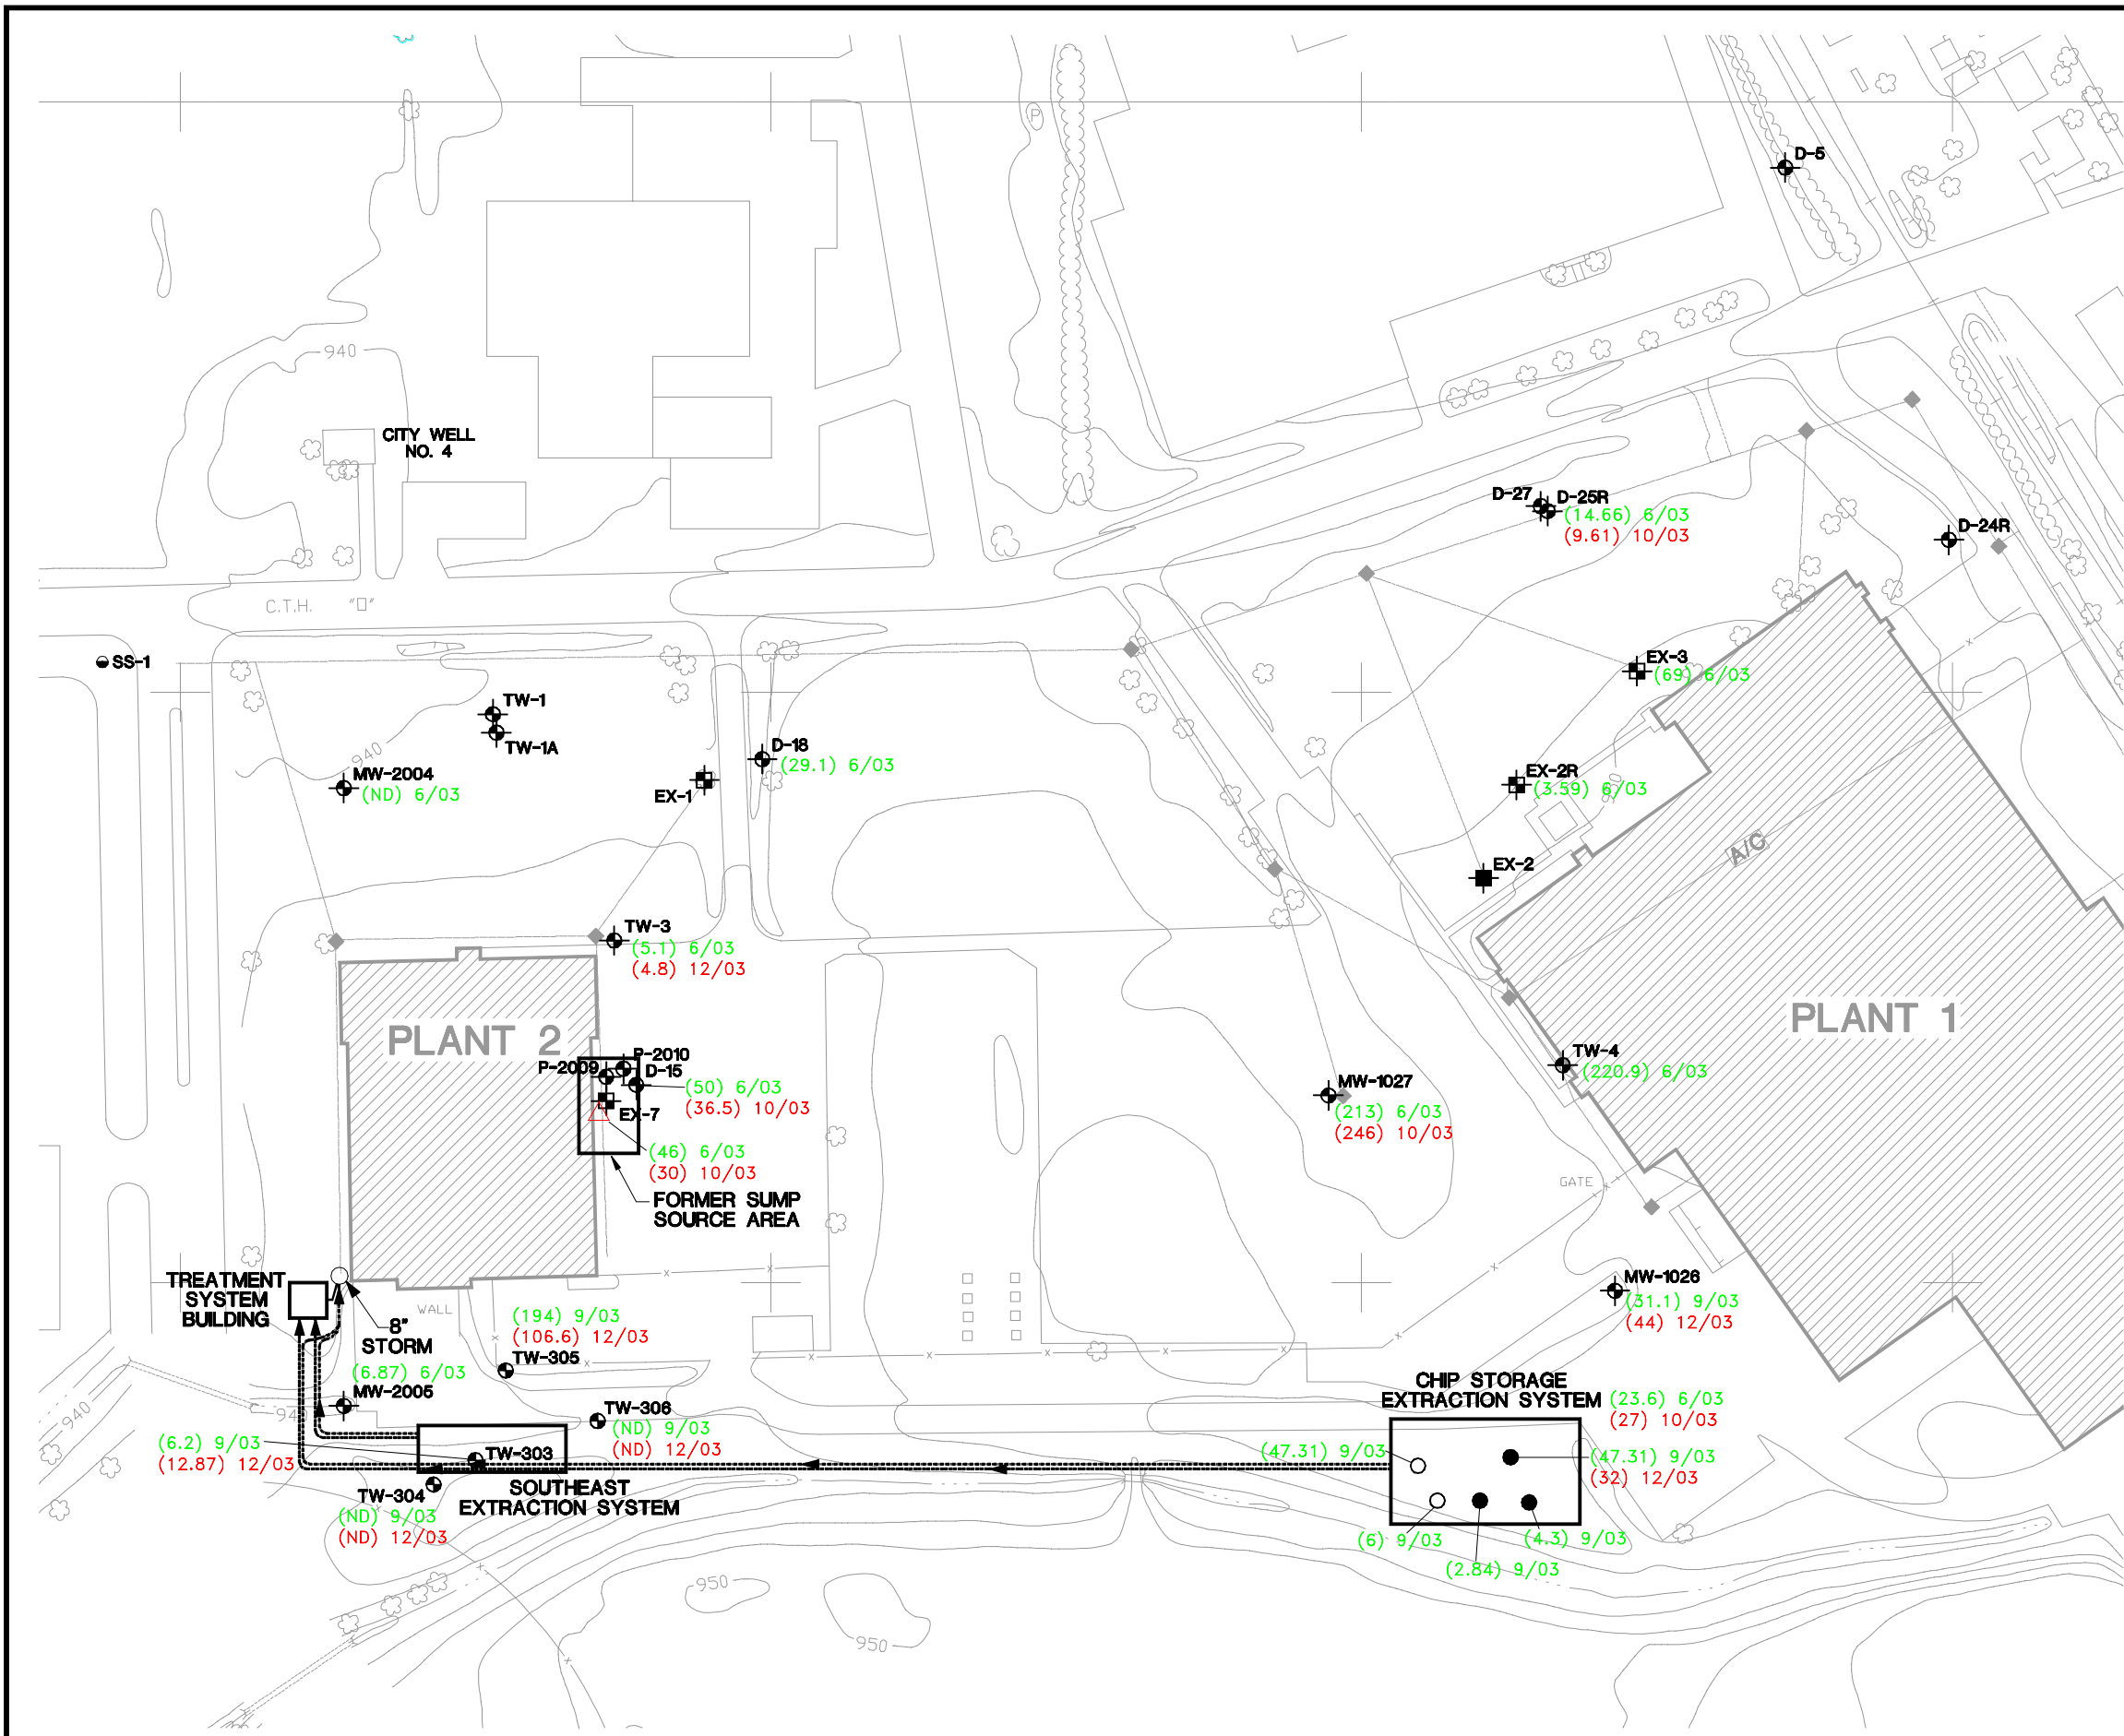 P
D-5
940
CITY WELL
NO. 4
D-27
D-25R
(14.66) 6/03
(9.61) 10/03
D-24R
C.T.H. "D"
SS-1
EX-3
(69) 6/03
TW-1
TW-1A
940
D-18
(29.1) 6/03
MW-2004
(ND) 6/03
EX-1
EX-2R
(3.59) 6/03
A/C
EX-2
TW-3
(5.1) 6/03
(4.8) 12/03
PLANT 2
PLANT 1
P-2010
P-2009
D-15
(50) 6/03
(36.5) 10/03
EX-7
(46) 6/03
(30) 10/03
FORMER SUMP
SOURCE AREA
TW-4
(220.9) 6/03
MW-1027
(213) 6/03
(246) 10/03
GATE
TREATMENT
SYSTEM
BUILDING
8"
STORM
WALL
(194) 9/03
(106.6) 12/03
TW-305
MW-1026
(31.1) 9/03
(44) 12/03
(6.87) 6/03
MW-2005
940
TW-306
(ND) 9/03
(ND) 12/03
CHIP STORAGE
EXTRACTION SYSTEM
(23.6) 6/03
(27) 10/03
(6.2) 9/03
(12.87) 12/03
TW-303
(47.31) 9/03
(47.31) 9/03
(32) 12/03
TW-304
(ND) 9/03
(ND) 12/03
SOUTHEAST
EXTRACTION SYSTEM
(6) 9/03
(4.3) 9/03
(2.84) 9/03
950
950